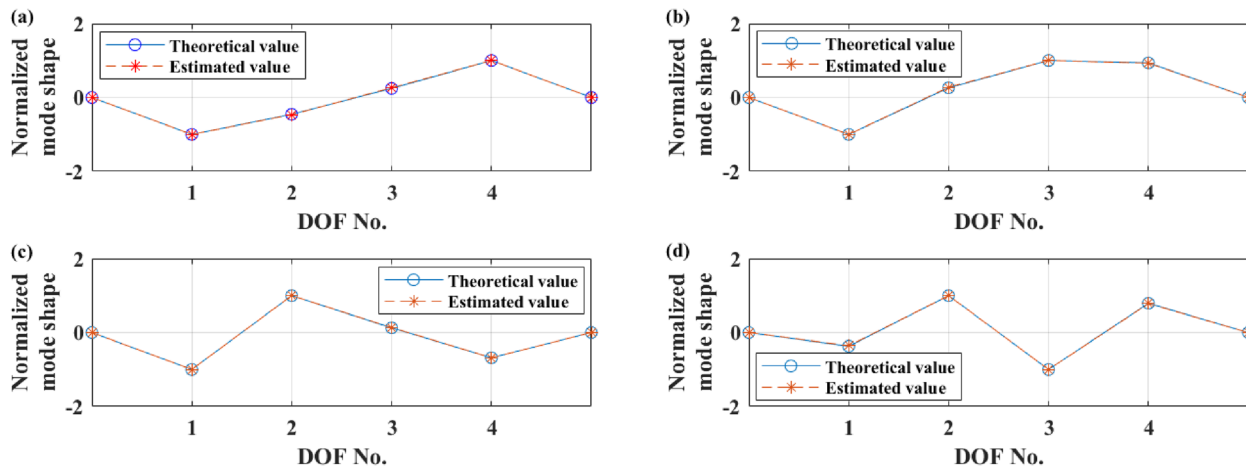 (a)
2
0
-2
Normalized
mode shape
Theoretical value
Estimated value
1 2 3 4
DOF No.
(b)
2
0
-2
Normalized
mode shape
Theoretical value
Estimated value
1 2 3 4
DOF No.
(c)
2
0
-2
Normalized
mode shape
Theoretical value
Estimated value
1 2 3 4
DOF No.
(d)
2
0
-2
Normalized
mode shape
Theoretical value
Estimated value
1 2 3 4
DOF No.